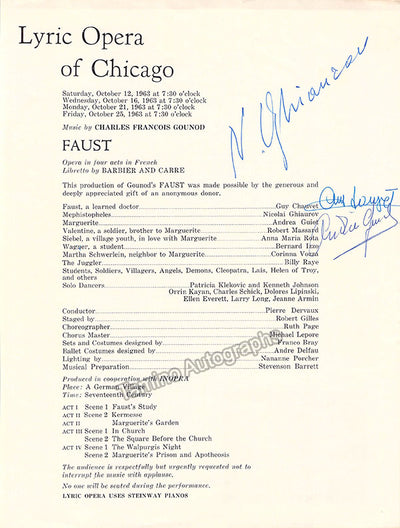 Lyric Opera
of Chicago
Saturday, October 12, 1963 at 7:30 o'clock
Wednesday, October 16, 1963 at 7:30 o'clock
Monday, October 21, 1963 at 7:30 o'clock
Friday, October 25, 1963 at 7:30 o'clock
Music by CHARLES FRANCOIS GOUNOD
FAUST
Opera in four acts in French
Libretto by BARBIER AND CARRE
This production of Gounod's FAUST was made possible by the generous and
deeply appreciated gift of an anonymous donor.
Faust, a learned doctor Guy Chauvet
Mephistopheles Nicolai Ghiaurov
Marguerite Andrea Guiot
Valentine, a soldier, brother to Marguerite Robert Massard
Siebel, a village youth, in love with Marguerite Anna Maria Rota
Wagner, a student Bernard Izzo
Martha Schwerlein, neighbor to Marguerite Corinna Vozza
The Juggler Billy Raye
Students, Soldiers, Villagers, Angels, Demons, Cleopatra, Lais, Helen of Troy,
and others
Solo Dancers Patricia Klekovic and Kenneth Johnson
Orrin Kayan, Charles Schick, Dolores Lipinski,
Ellen Everett, Larry Long, Jeanne Armin
Conductor Pierre Dervaux
Staged by Robert Gilles
Choreographer Ruth Page
Chorus Master Michael Lepore
Sets and Costumes designed by Franco Bray
Ballet Costumes designed by Andre Delfau
Lighting by Nananne Porcher
Musical Preparation Stevenson Barrett
Tamino Autographs
Produced in cooperation with INOPRA
Place: A German Village
Time: Seventeenth Century
ACT I Scene 1 Faust's Study
ACT II Scene 2 Kermesse
ACT II Marguerite's Garden
ACT III Scene 1 In Church
Scene 2 The Square Before the Church
ACT IV Scene 1 The Walpurgis Night
Scene 2 Marguerite's Prison and Apotheosis
The audience is respectfully but urgently requested not to
interrupt the music with applause.
No one will be seated during the performance.
LYRIC OPERA USES STEINWAY PIANOS